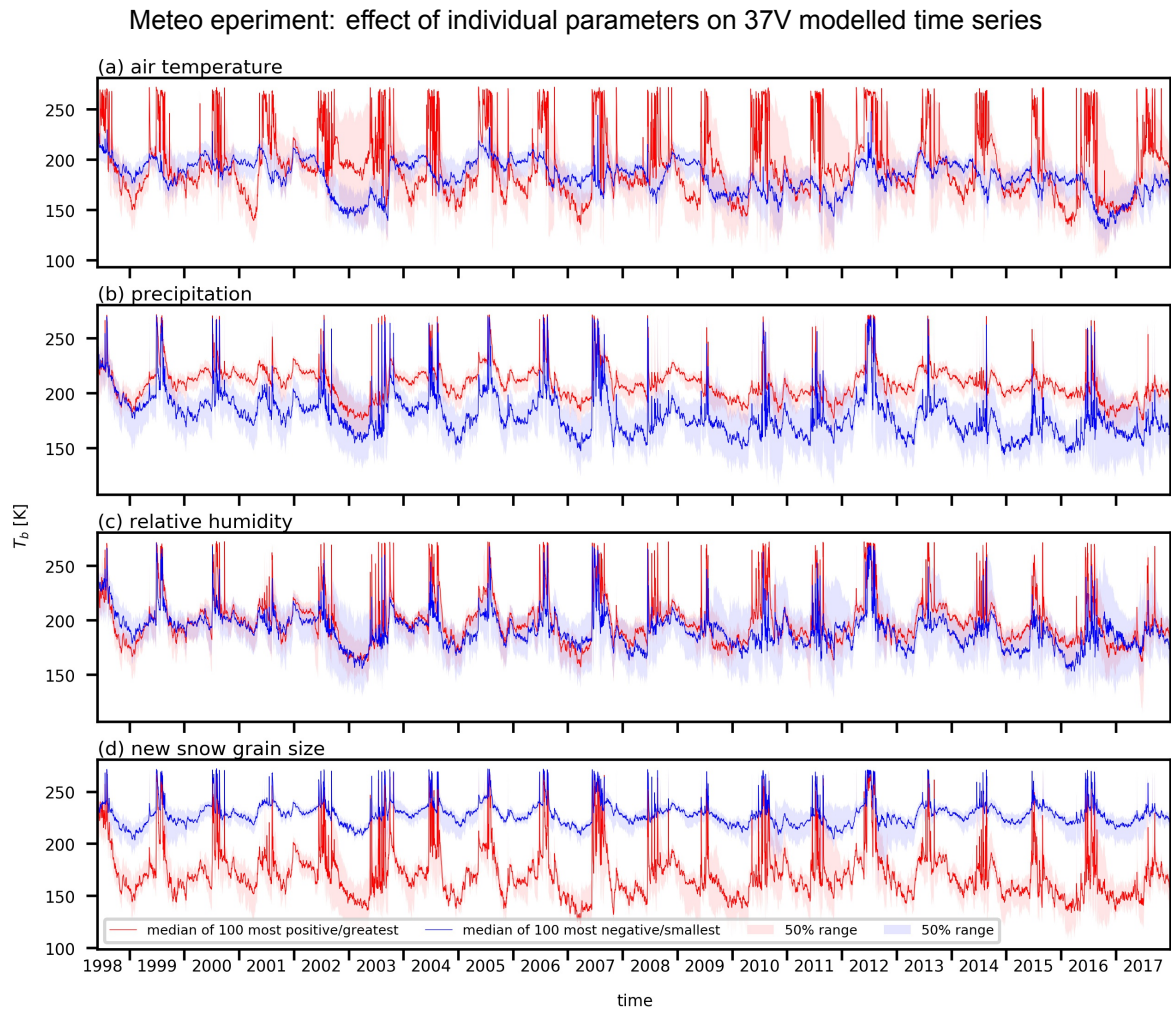 Meteo eperiment: effect of individual parameters on 37V modelled time series
(a) air temperature
250
200
150
100
(b) precipitation
250
200
150
(c) relative humidity
250
200
150
T_b [K]
(d) new snow grain size
250
200
150
100
median of 100 most positive/greatest median of 100 most negative/smallest 50% range 50% range
1998 1999 2000 2001 2002 2003 2004 2005 2006 2007 2008 2009 2010 2011 2012 2013 2014 2015 2016 2017
time